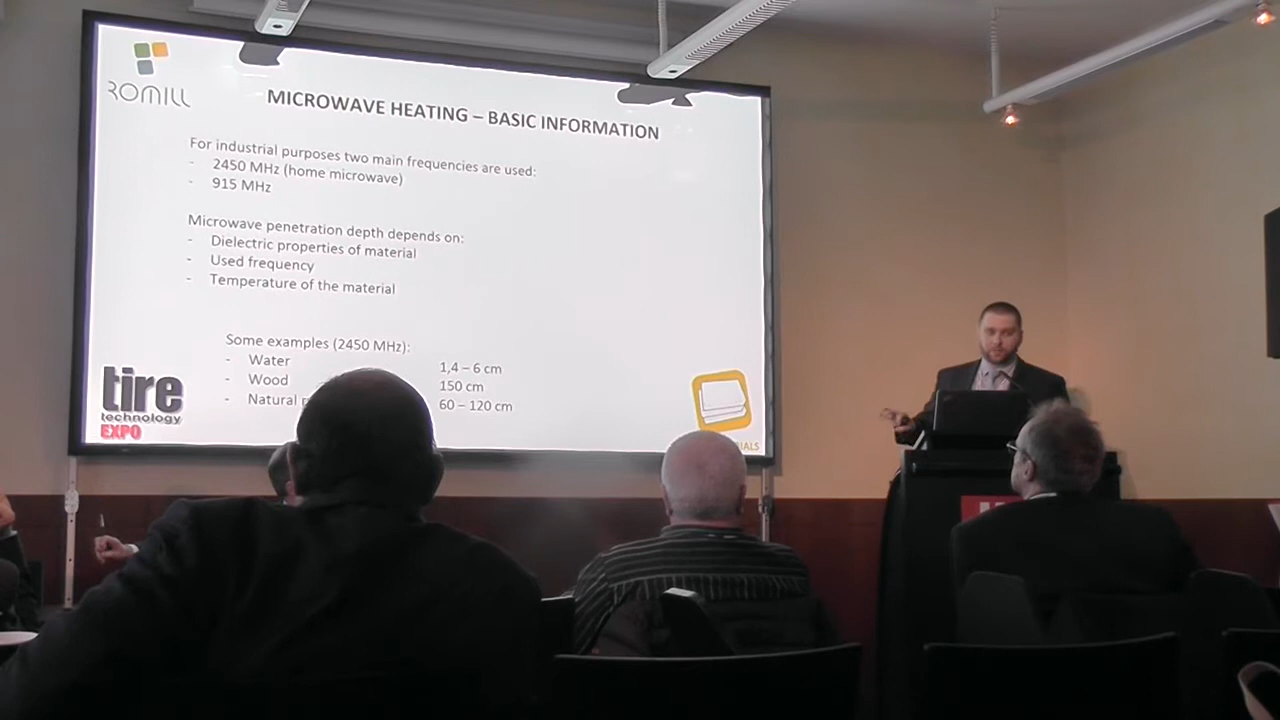 ROMILL
MICROWAVE HEATING – BASIC INFORMATION
For industrial purposes two main frequencies are used:
- 2450 MHz (home microwave)
- 915 MHz
Microwave penetration depth depends on:
- Dielectric properties of material
- Used frequency
- Temperature of the material
Some examples (2450 MHz):
- Water 1,4 – 6 cm
- Wood 150 cm
- Natural 60 – 120 cm
tire
technology
EXPO